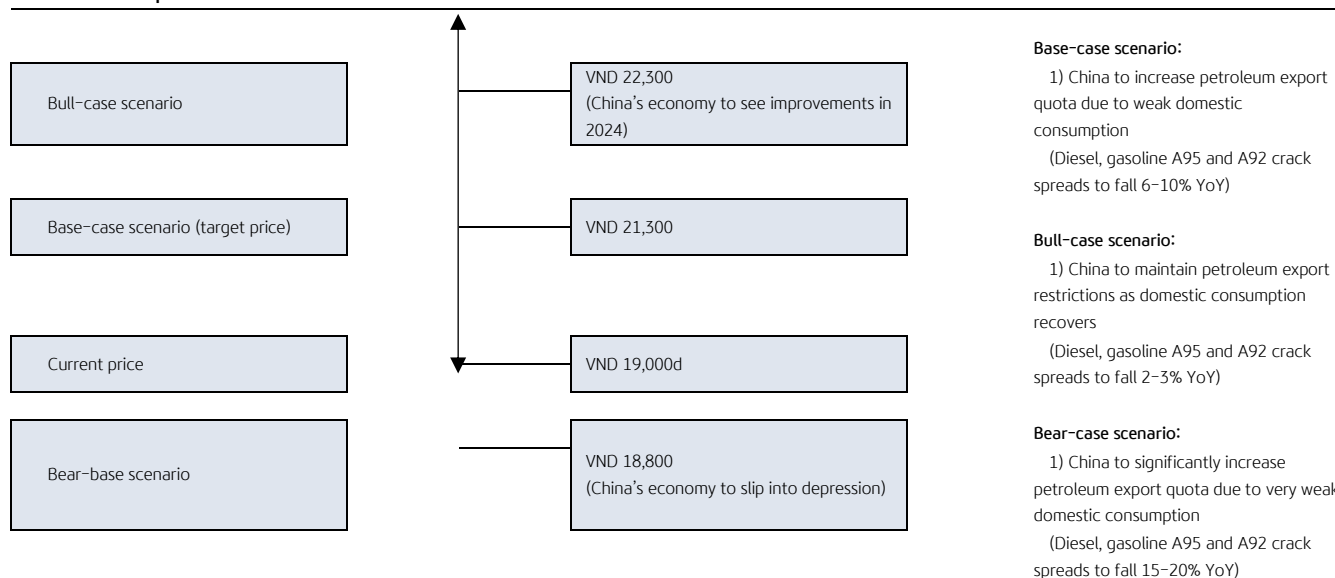 Bull-case scenario
VND 22,300
(China's economy to see improvements in
2024)
Base-case scenario (target price)
VND 21,300
Current price
VND 19,000d
Bear-base scenario
VND 18,800
(China's economy to slip into depression)
Base-case scenario:
1) China to increase petroleum export
quota due to weak domestic
consumption
(Diesel, gasoline A95 and A92 crack
spreads to fall 6-10% YoY)
Bull-case scenario:
1) China to maintain petroleum export
restrictions as domestic consumption
recovers
(Diesel, gasoline A95 and A92 crack
spreads to fall 2-3% YoY)
Bear-case scenario:
1) China to significantly increase
petroleum export quota due to very weak
domestic consumption
(Diesel, gasoline A95 and A92 crack
spreads to fall 15-20% YoY)